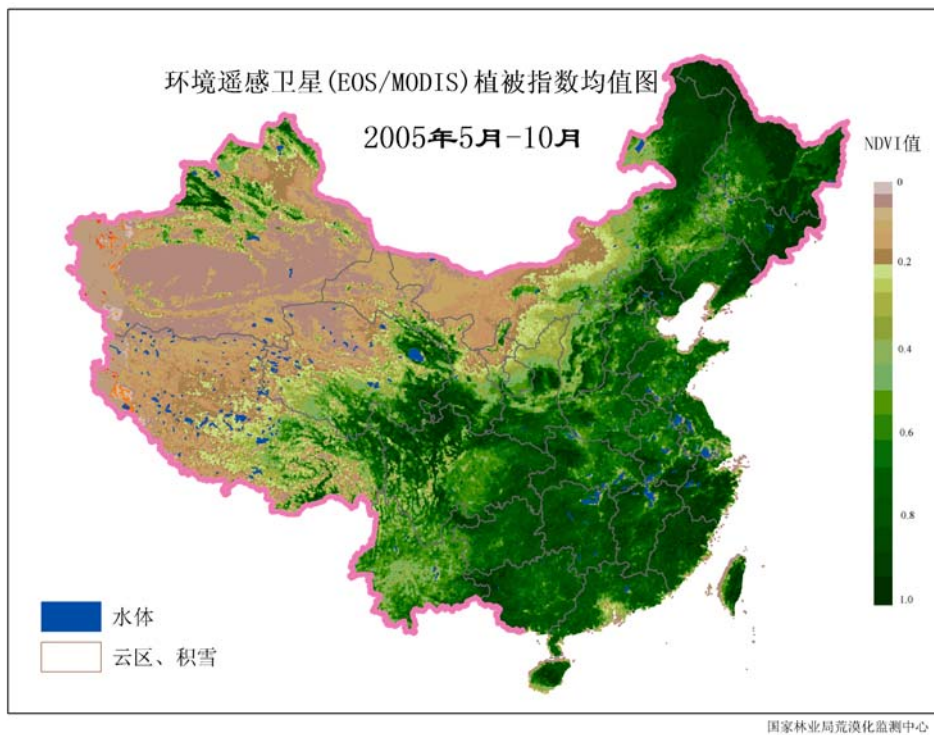 环境遥感卫星(EOS/MODIS)植被指数均值图
2005年5月-10月
NDVI值
0
0.2
0.4
0.6
0.8
1.0
水体
云区、积雪
国家林业局荒漠化监测中心